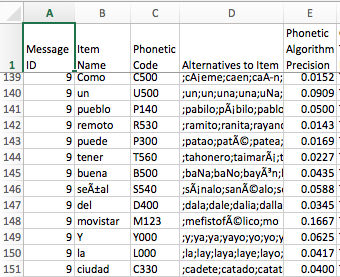 A B C D E
1 Message ID Item Name Phonetic Code Alternatives to Item Phonetic Algorithm Precision
139 9 Como C500 ;cA¡eme;caen;caA-n; 0.0152
140 9 un U500 ;un;un;una;una;uNa; 0.0909
141 9 pueblo P140 ;pabilo;pÃ¡bilo;pablo 0.0500
142 9 remoto R530 ;ramito;ranita;rayano 0.0143
143 9 puede P300 ;patao;patÃ©;patea; 0.0169
144 9 tener T560 ;tahonero;taimarÃ¡;t 0.0227
145 9 buena B500 ;baNa;baNo;bayÃ³n; 0.0435
146 9 seÃ±al S540 ;sÃ¡nalo;sanÃ©alo;s 0.0588
147 9 del D400 ;dala;dale;dalia;dalla 0.0345
148 9 movistar M123 ;mefistofÃ©lico;mo 0.1667
149 9 Y Y000 ;y;ya;ya;yayo;yo;yo;y 0.0625
150 9 la L000 ;la;lay;laya;laye;layo; 0.0417
151 9 ciudad C330 ;cadete;catado;catat 0.0400